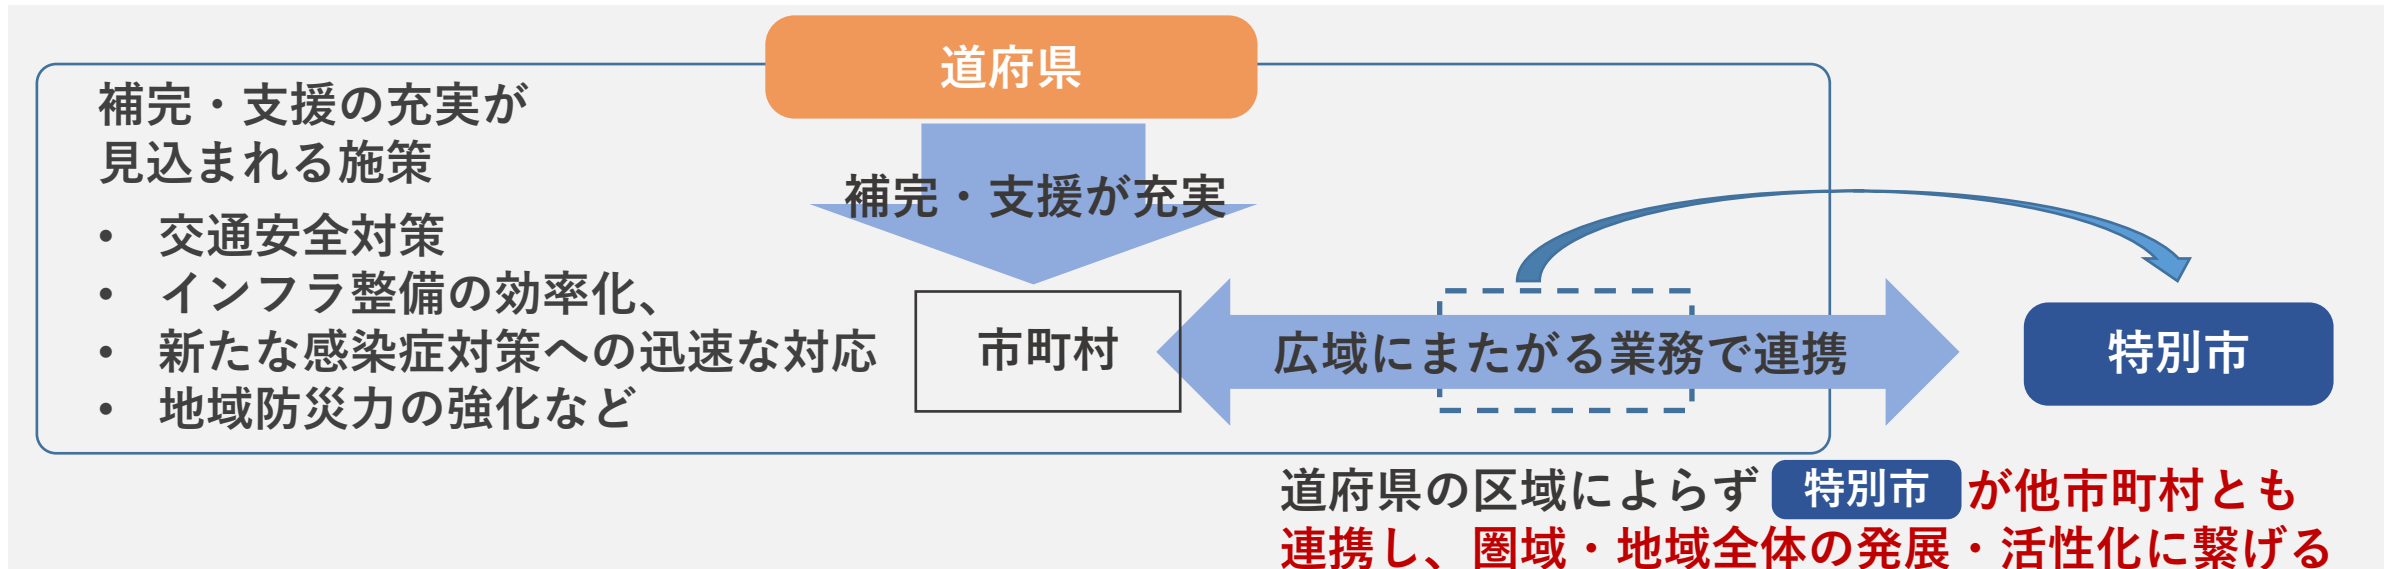 道府県
補完・支援の充実が
見込まれる施策
• 交通安全対策
• インフラ整備の効率化、
• 新たな感染症対策への迅速な対応
• 地域防災力の強化など
補完・支援が充実
市町村
広域にまたがる業務で連携
特別市
道府県の区域によらず 特別市 が他市町村とも
連携し、圏域・地域全体の発展・活性化に繋げる